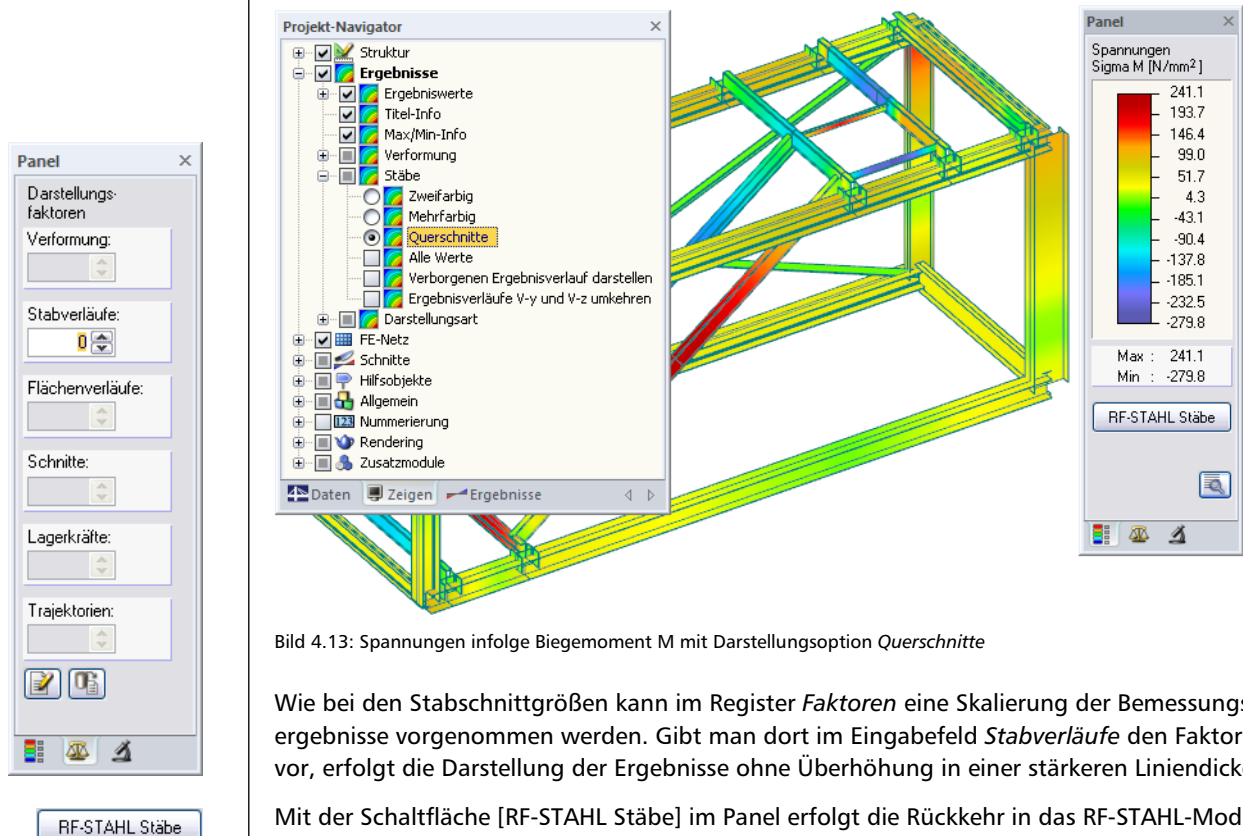 Panel
Darstellungs-
faktoren
Verformung:
Stabverläufe:
0
Flächenverläufe:
Schnitte:
Lagerkräfte:
Trajektorien:
RF-STAHL Stäbe
Projekt-Navigator
Struktur
Ergebnisse
Ergebniswerte
Titel-Info
Max/Min-Info
Verformung
Stäbe
Zweifarbig
Mehrfarbig
Querschnitte
Alle Werte
Verborgenen Ergebnisverlauf darstellen
Ergebnisverläufe V-y und V-z umkehren
Darstellungsart
FE-Netz
Schnitte
Hilfsobjekte
Allgemein
123 Nummerierung
Rendering
Zusatzmodule
Daten Zeigen Ergebnisse
Panel
Spannungen
Sigma M [N/mm²]
241.1
193.7
146.4
99.0
51.7
4.3
-43.1
-90.4
-137.8
-185.1
-232.5
-279.8
Max : 241.1
Min : -279.8
RF-STAHL Stäbe
Bild 4.13: Spannungen infolge Biegemoment M mit Darstellungsoption Querschnitte
Wie bei den Stabschnittgrößen kann im Register Faktoren eine Skalierung der Bemessungs
ergebnisse vorgenommen werden. Gibt man dort im Eingabefeld Stabverläufe den Faktor
vor, erfolgt die Darstellung der Ergebnisse ohne Überhöhung in einer stärkeren Liniendicke
Mit der Schaltfläche [RF-STAHL Stäbe] im Panel erfolgt die Rückkehr in das RF-STAHL-Mod